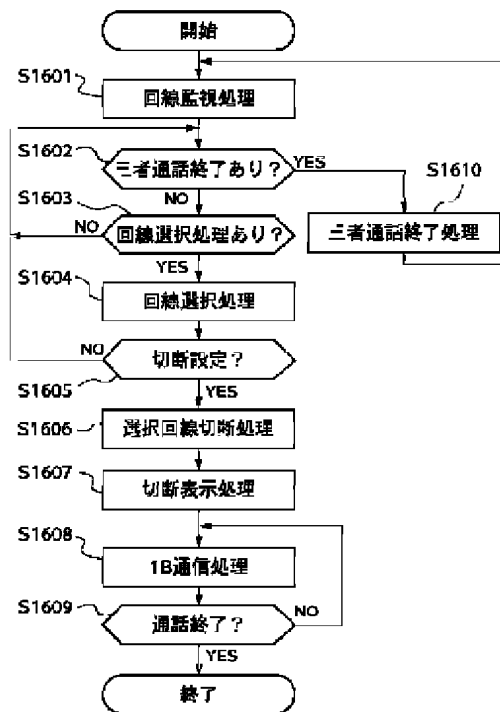 開始
S1601
回線監視処理
S1602
三者通話終了あり?
YES
S1610
NO
三者通話終了処理
S1603
回線選択処理あり?
NO
YES
S1604
回線選択処理
NO
切断設定?
S1605
YES
S1606
選択回線切断処理
S1607
切断表示処理
S1608
1B通信処理
S1609
通話終了?
NO
YES
終了